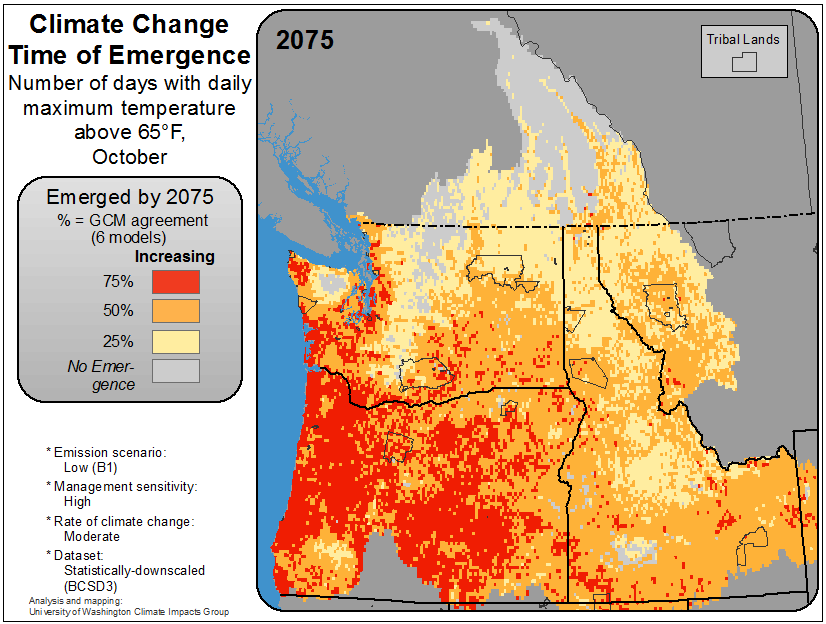 Climate Change
Time of Emergence
Number of days with daily
maximum temperature
above 65°F,
October
Emerged by 2075
% = GCM agreement
(6 models)
Increasing
75%
50%
25%
No Emer-
gence
* Emission scenario:
Low (B1)
* Management sensitivity:
High
* Rate of climate change:
Moderate
* Dataset:
Statistically-downscaled
(BCSD3)
Analysis and mapping:
University of Washington Climate Impacts Group
2075
Tribal Lands